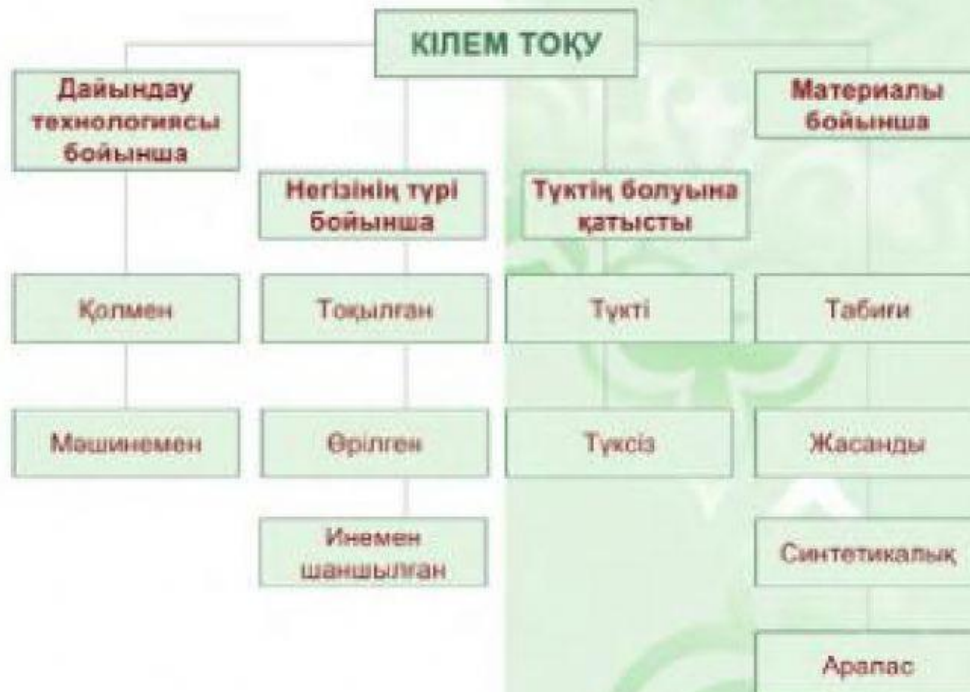 КІЛЕМ ТОҚУ
Дайындау
технологиясы
бойынша
Материалы
бойынша
Негізінің түрі
бойынша
Түктің болуына
қатысты
Қолмен
Тоқылған
Түкті
Табиғи
Машинемен
Өрілген
Түксіз
Жасанды
Инемен
шаншылған
Синтетикалық
Аралас